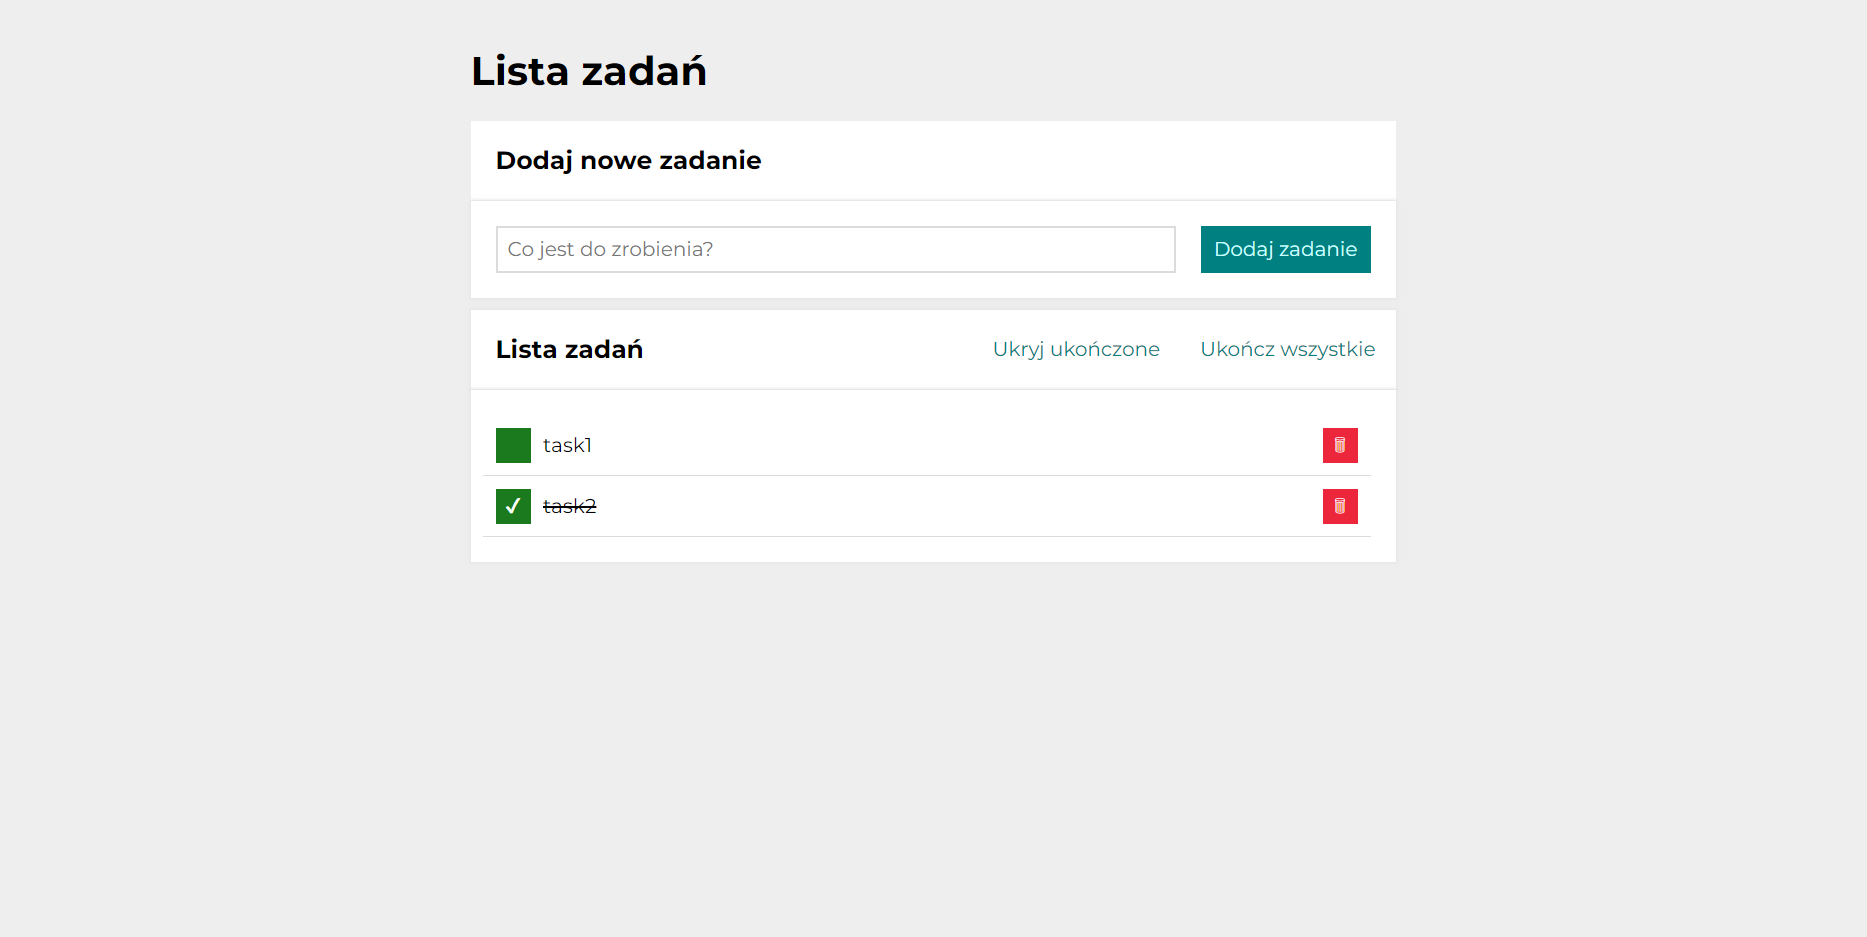 Lista zadań
Dodaj nowe zadanie
Co jest do zrobienia? Dodaj zadanie
Lista zadań Ukryj ukończone Ukończ wszystkie
task1
✓ task2